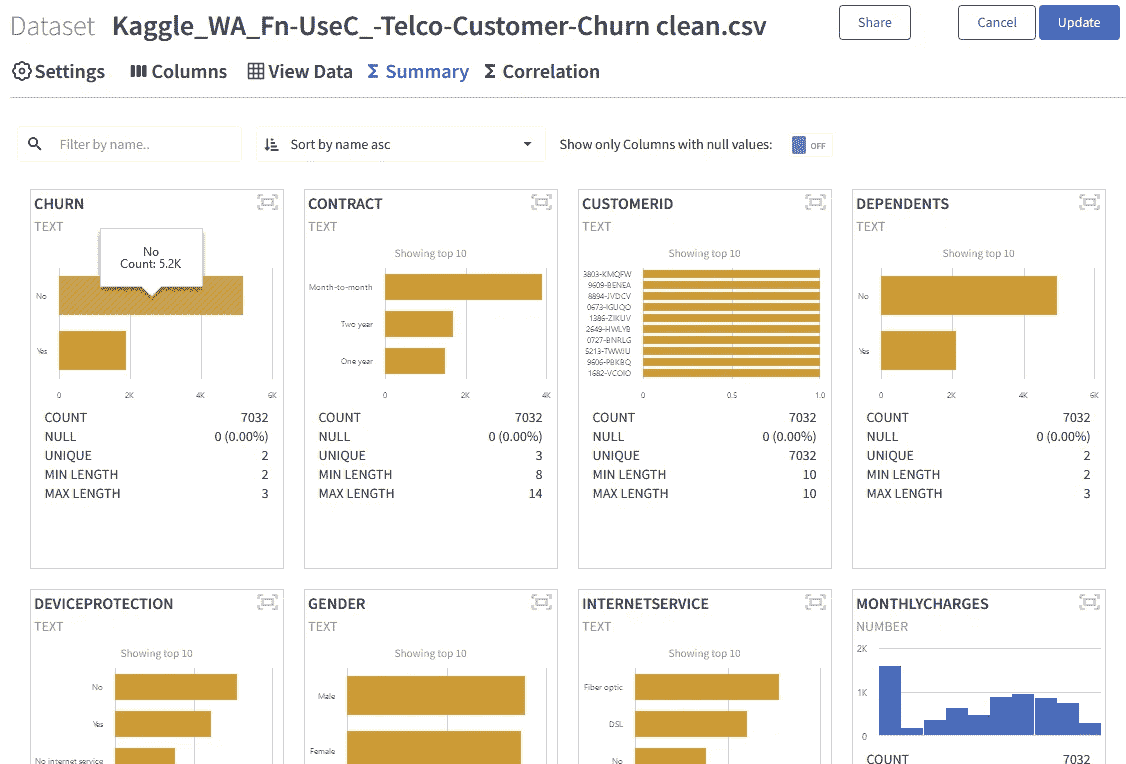 Dataset Kaggle_WA_Fn-UseC_-Telco-Customer-Churn clean.csv
Share
Cancel
Update
Settings
Columns
View Data
Summary
Correlation
Filter by name..
Sort by name asc
Show only Columns with null values:
OFF
CHURN
TEXT
No
Count: 5.2K
No
Yes
0 2K 4K 6K
COUNT 7032
NULL 0 (0.00%)
UNIQUE 2
MIN LENGTH 2
MAX LENGTH 3
CONTRACT
TEXT
Showing top 10
Month-to-month
Two year
One year
0 2K 4K
COUNT 7032
NULL 0 (0.00%)
UNIQUE 3
MIN LENGTH 8
MAX LENGTH 14
CUSTOMERID
TEXT
Showing top 10
3803-KMQFW
9609-BENEA
8894-JVDCV
0673-IGUQO
1386-ZIKUV
2649-HWLYB
0727-BNRLG
5213-TWWJU
9606-PBKBQ
1682-VCOIO
0 0.5 1.0
COUNT 7032
NULL 0 (0.00%)
UNIQUE 7032
MIN LENGTH 10
MAX LENGTH 10
DEPENDENTS
TEXT
Showing top 10
No
Yes
0 2K 4K 6K
COUNT 7032
NULL 0 (0.00%)
UNIQUE 2
MIN LENGTH 2
MAX LENGTH 3
DEVICEPROTECTION
TEXT
Showing top 10
No
Yes
No internet service
GENDER
TEXT
Showing top 10
Male
Female
INTERNETSERVICE
TEXT
Showing top 10
Fiber optic
DSL
No
MONTHLYCHARGES
NUMBER
2K
1K
0
COUNT 7032